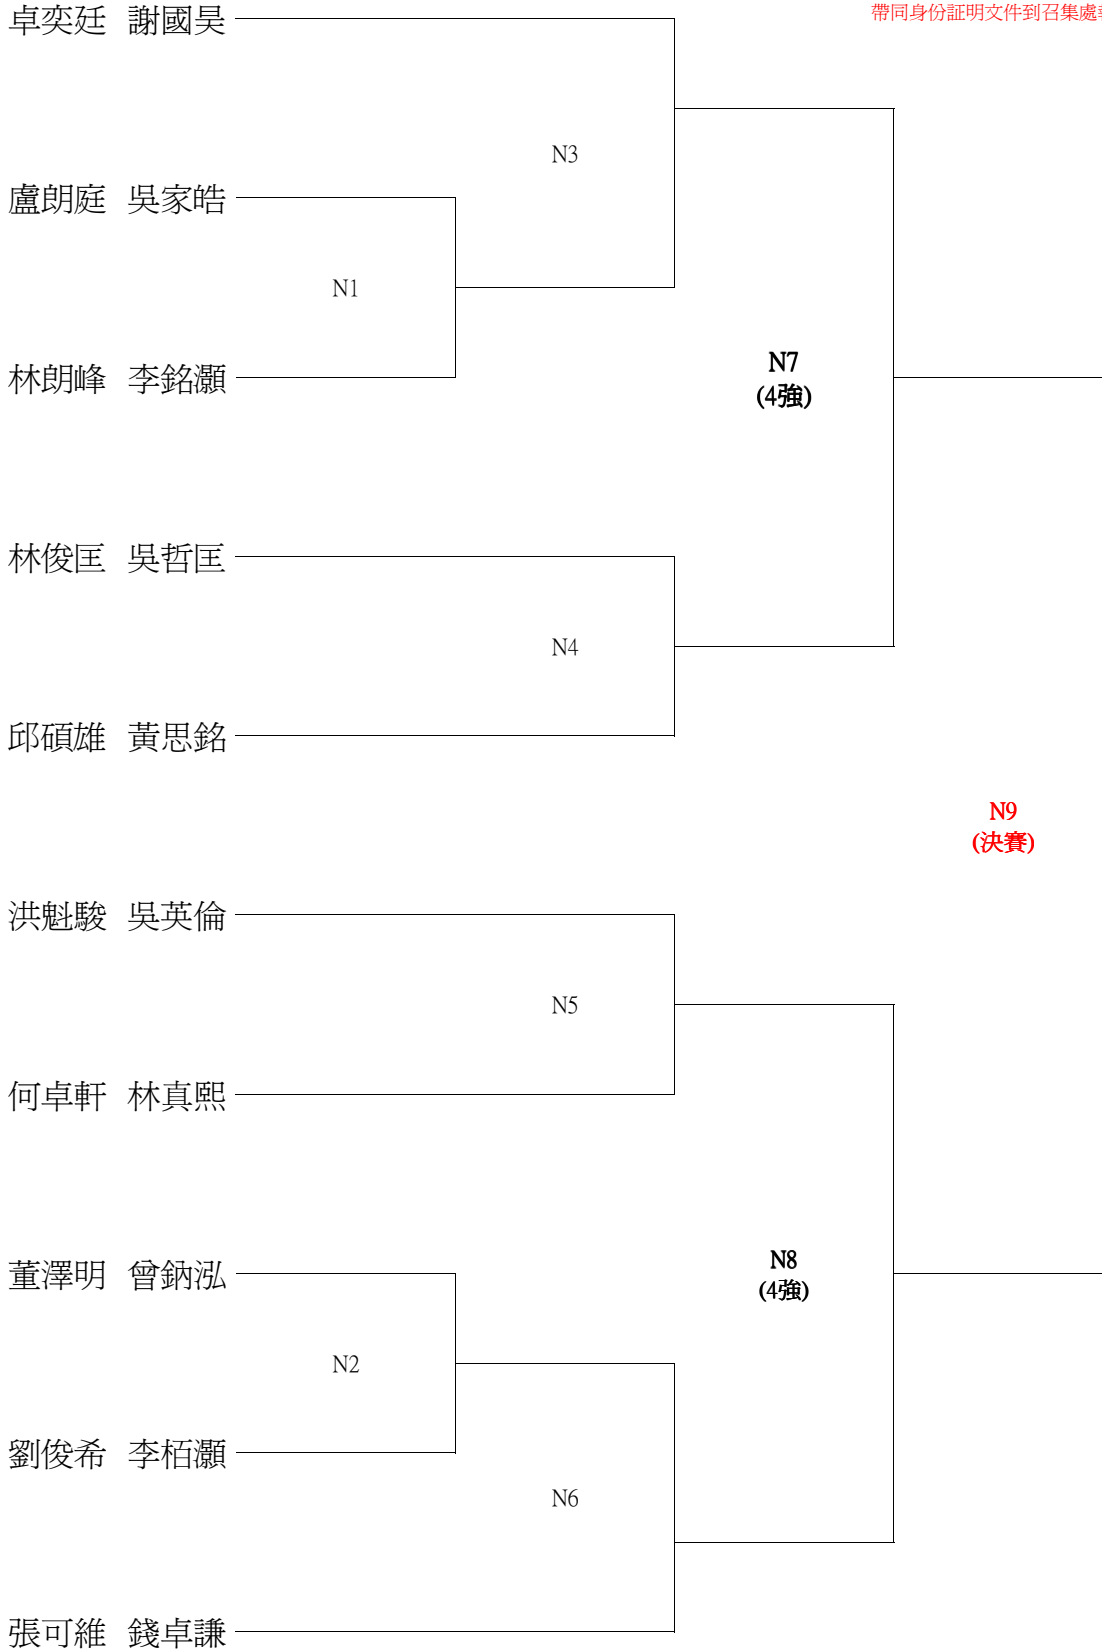 卓奕廷 謝國昊
帶同身份証明文件到召集處
N3
盧朗庭 吳家皓
N1
林朗峰 李銘灝
N7
(4強)
林俊匡 吳哲匡
N4
邱碩雄 黃思銘
N9
(決賽)
洪魁駿 吳英倫
N5
何卓軒 林真熙
董澤明 曾鈉泓
N8
(4強)
N2
劉俊希 李栢灝
N6
張可維 錢卓謙